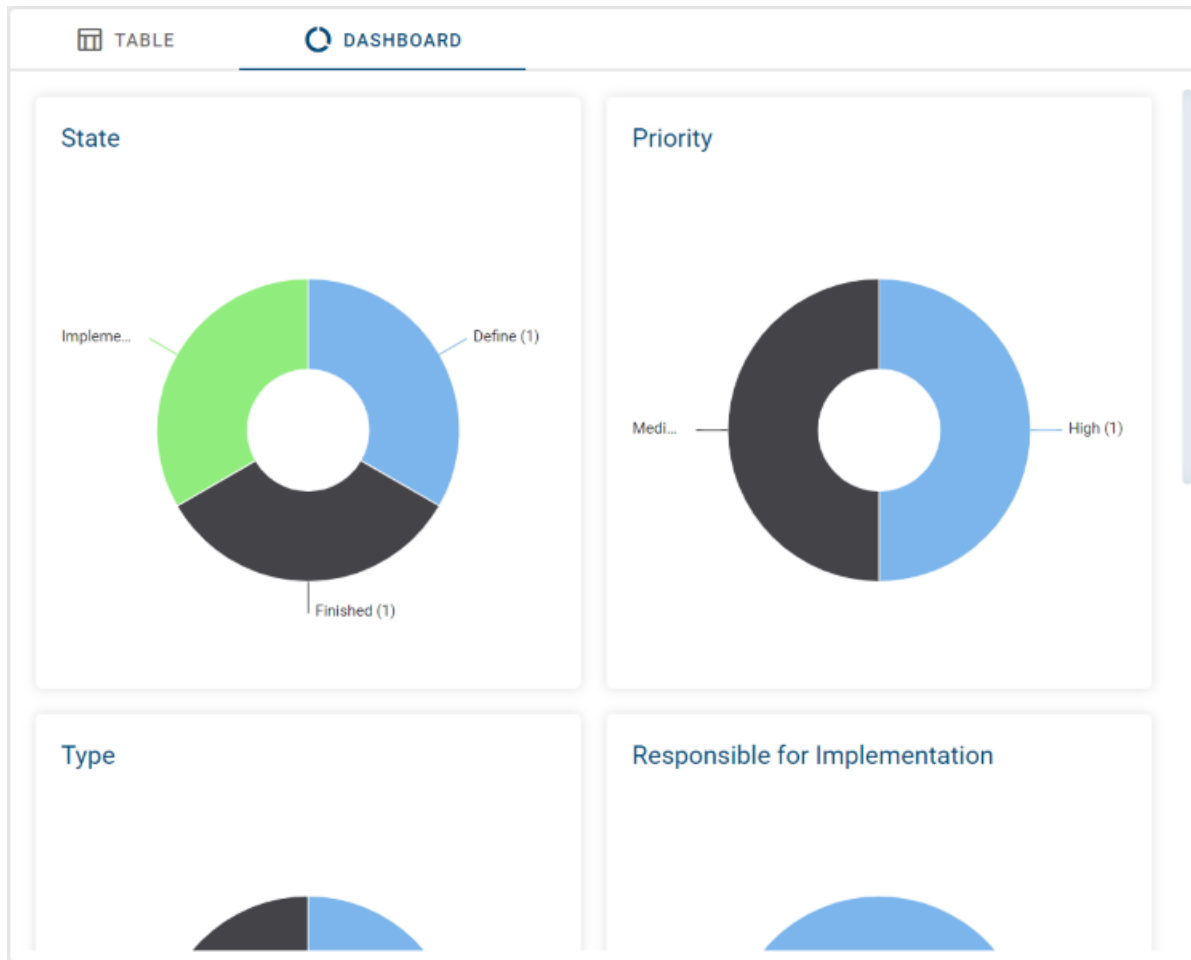 TABLE
DASHBOARD
State
Priority
Impleme...
Define (1)
Finished (1)
Medi...
High (1)
Type
Responsible for Implementation